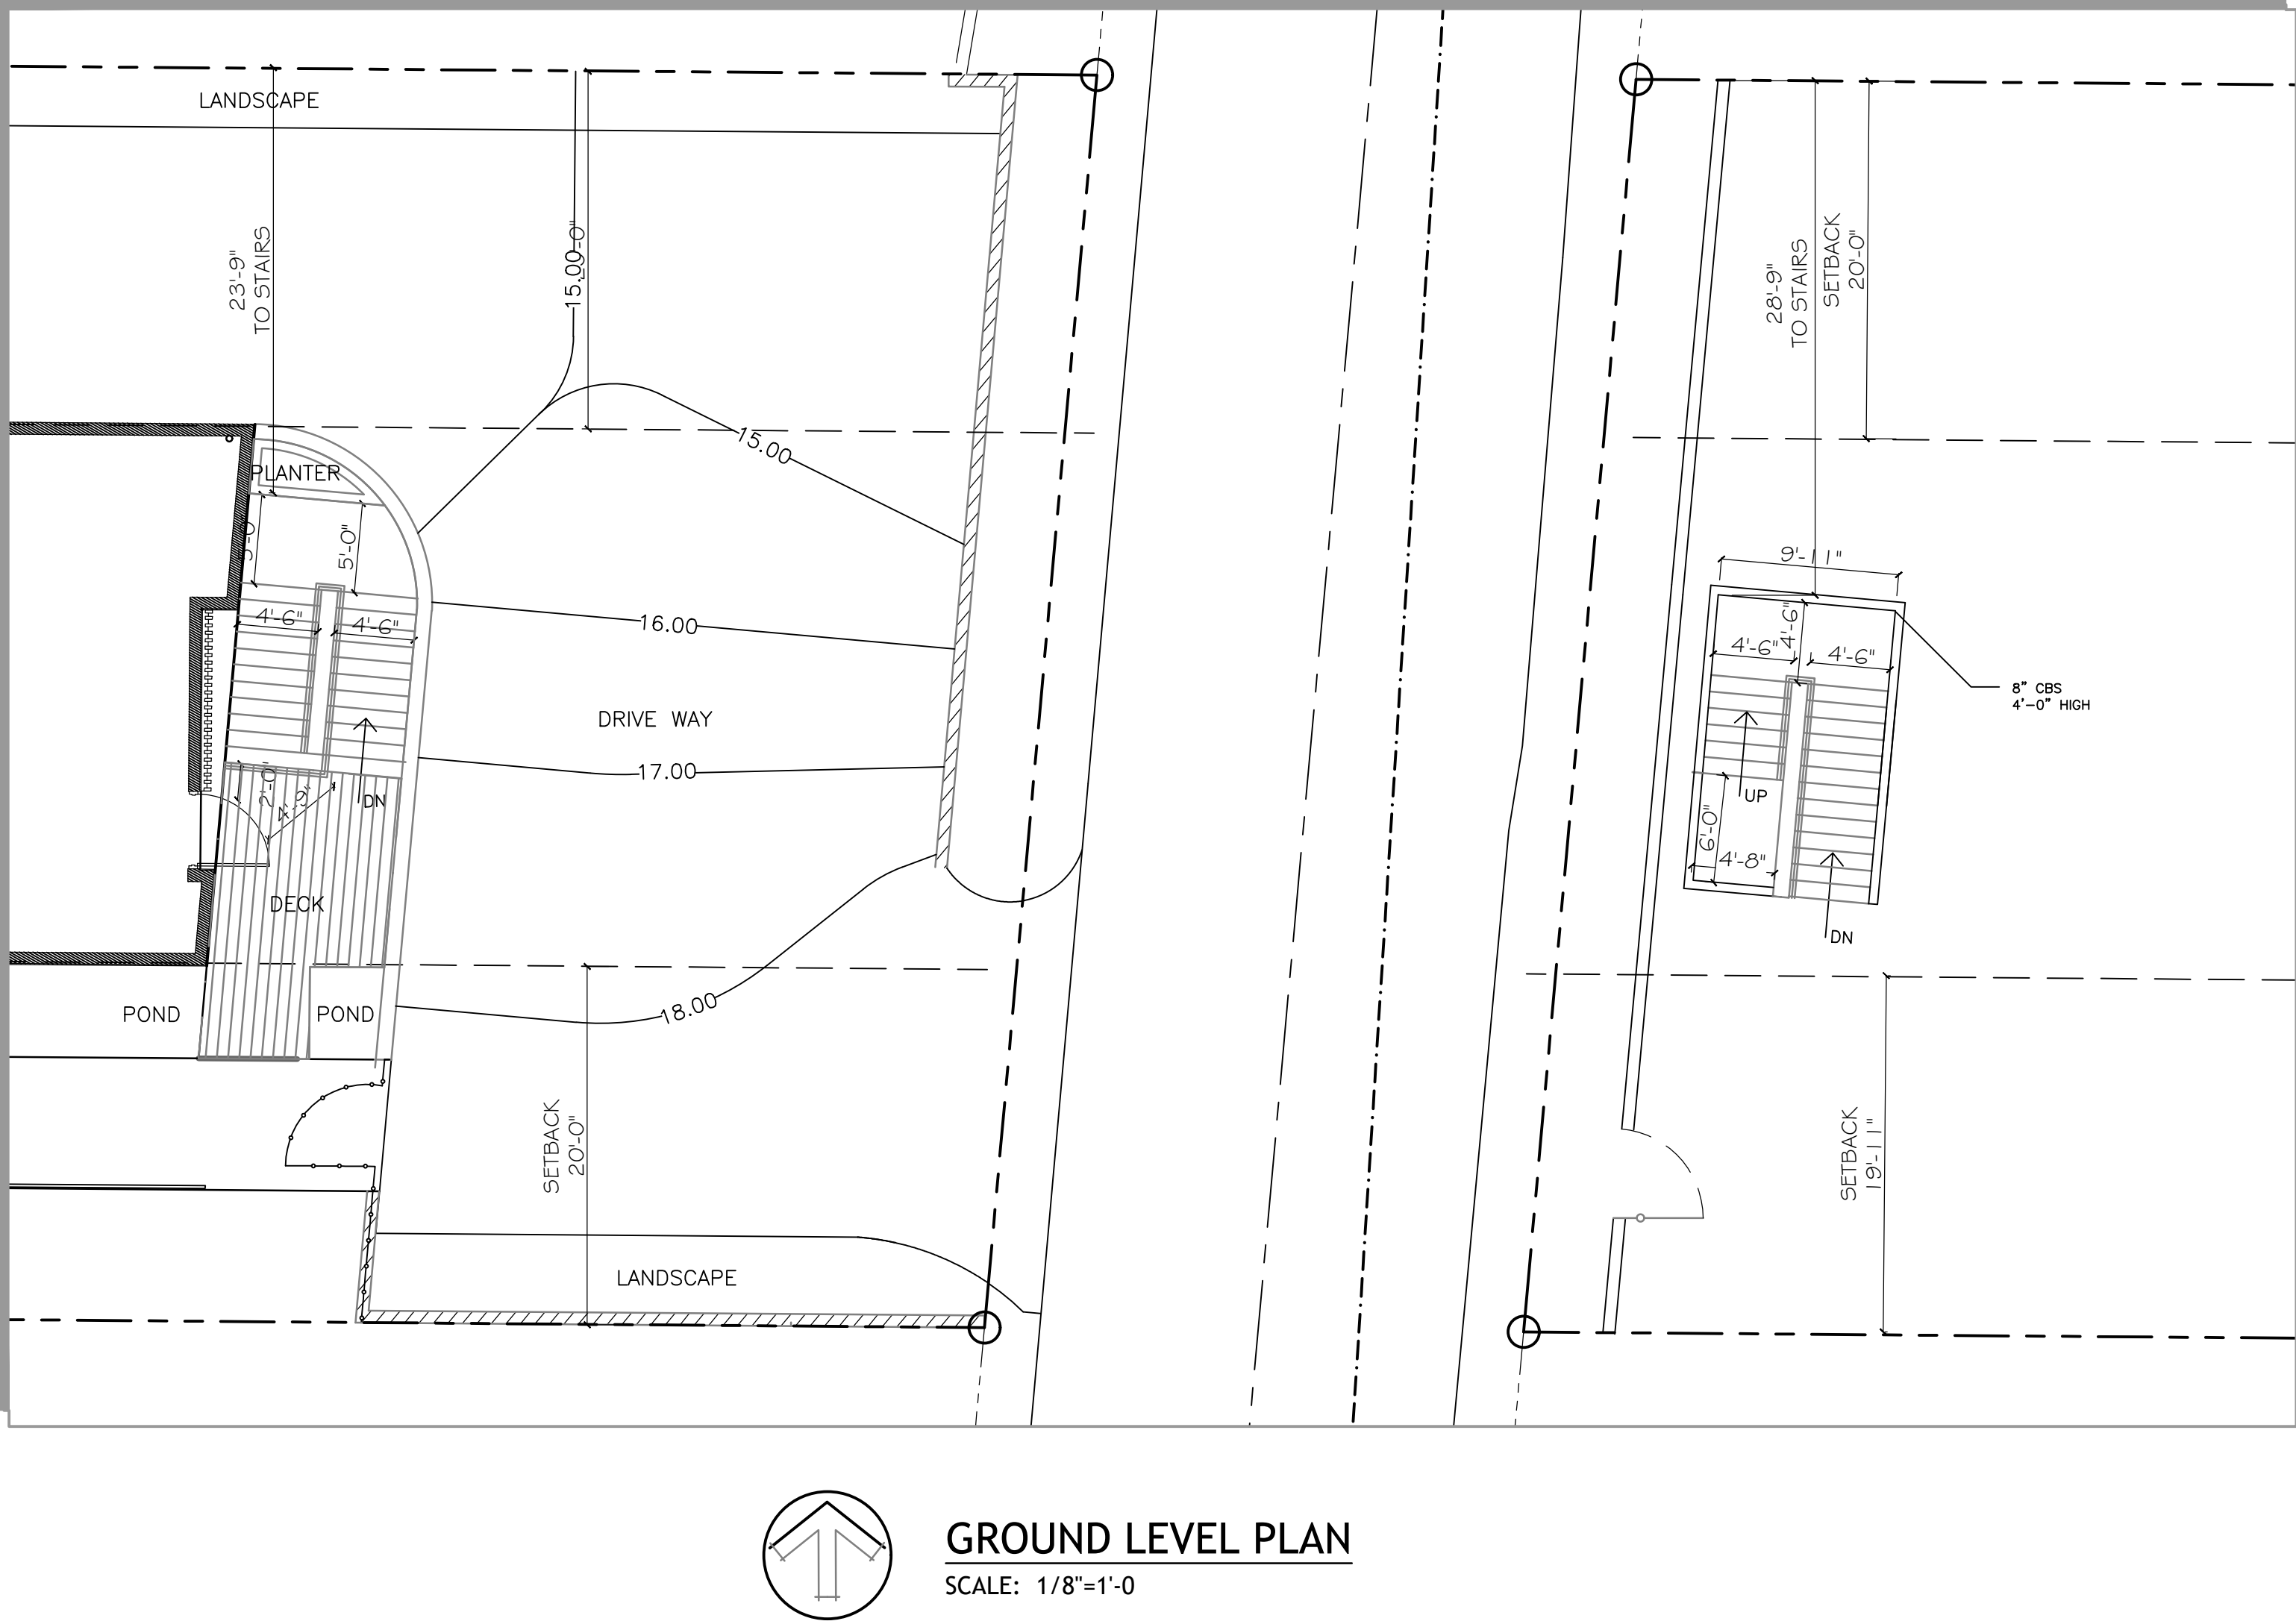 LANDSCAPE
23'-9"
TO STAIRS
15.00
28'-9"
TO STAIRS
SETBACK
20'-0"
15.00
PLANTER
5'-0"
5'-0"
4'-6"
4'-6"
16.00
9'-11"
4'-6"
4'-6"
4'-6"
8" CBS
4'-0" HIGH
DRIVE WAY
17.00
2'-0"
4'-9"
DN
UP
6'-0"
4'-8"
DN
DECK
POND
POND
18.00
SETBACK
20'-0"
SETBACK
19'-11"
LANDSCAPE
GROUND LEVEL PLAN
SCALE: 1/8"=1'-0